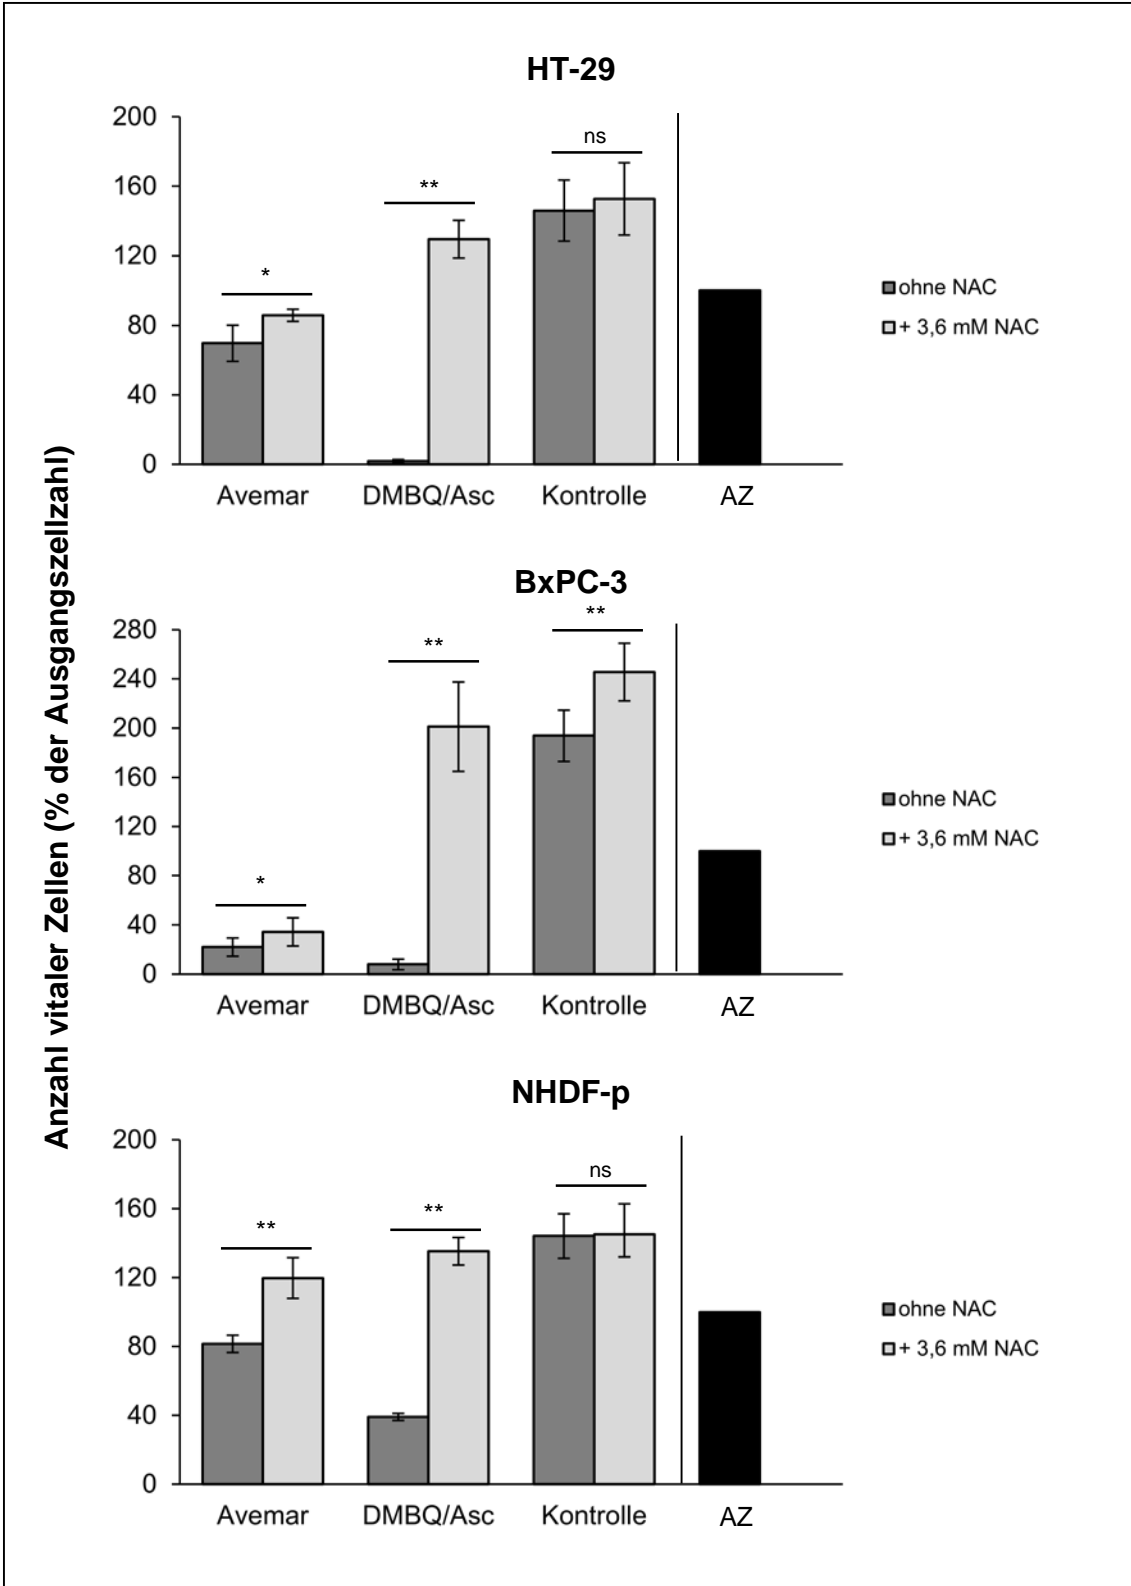 Anzahl vitaler Zellen (% der Ausgangszellzahl)
HT-29
200
160
120
80
40
0
*
**
ns
Avemar DMBQ/Asc Kontrolle AZ
ohne NAC
+ 3,6 mM NAC
BxPC-3
280
240
200
160
120
80
40
0
*
**
**
Avemar DMBQ/Asc Kontrolle AZ
ohne NAC
+ 3,6 mM NAC
NHDF-p
200
160
120
80
40
0
**
**
ns
Avemar DMBQ/Asc Kontrolle AZ
ohne NAC
+ 3,6 mM NAC